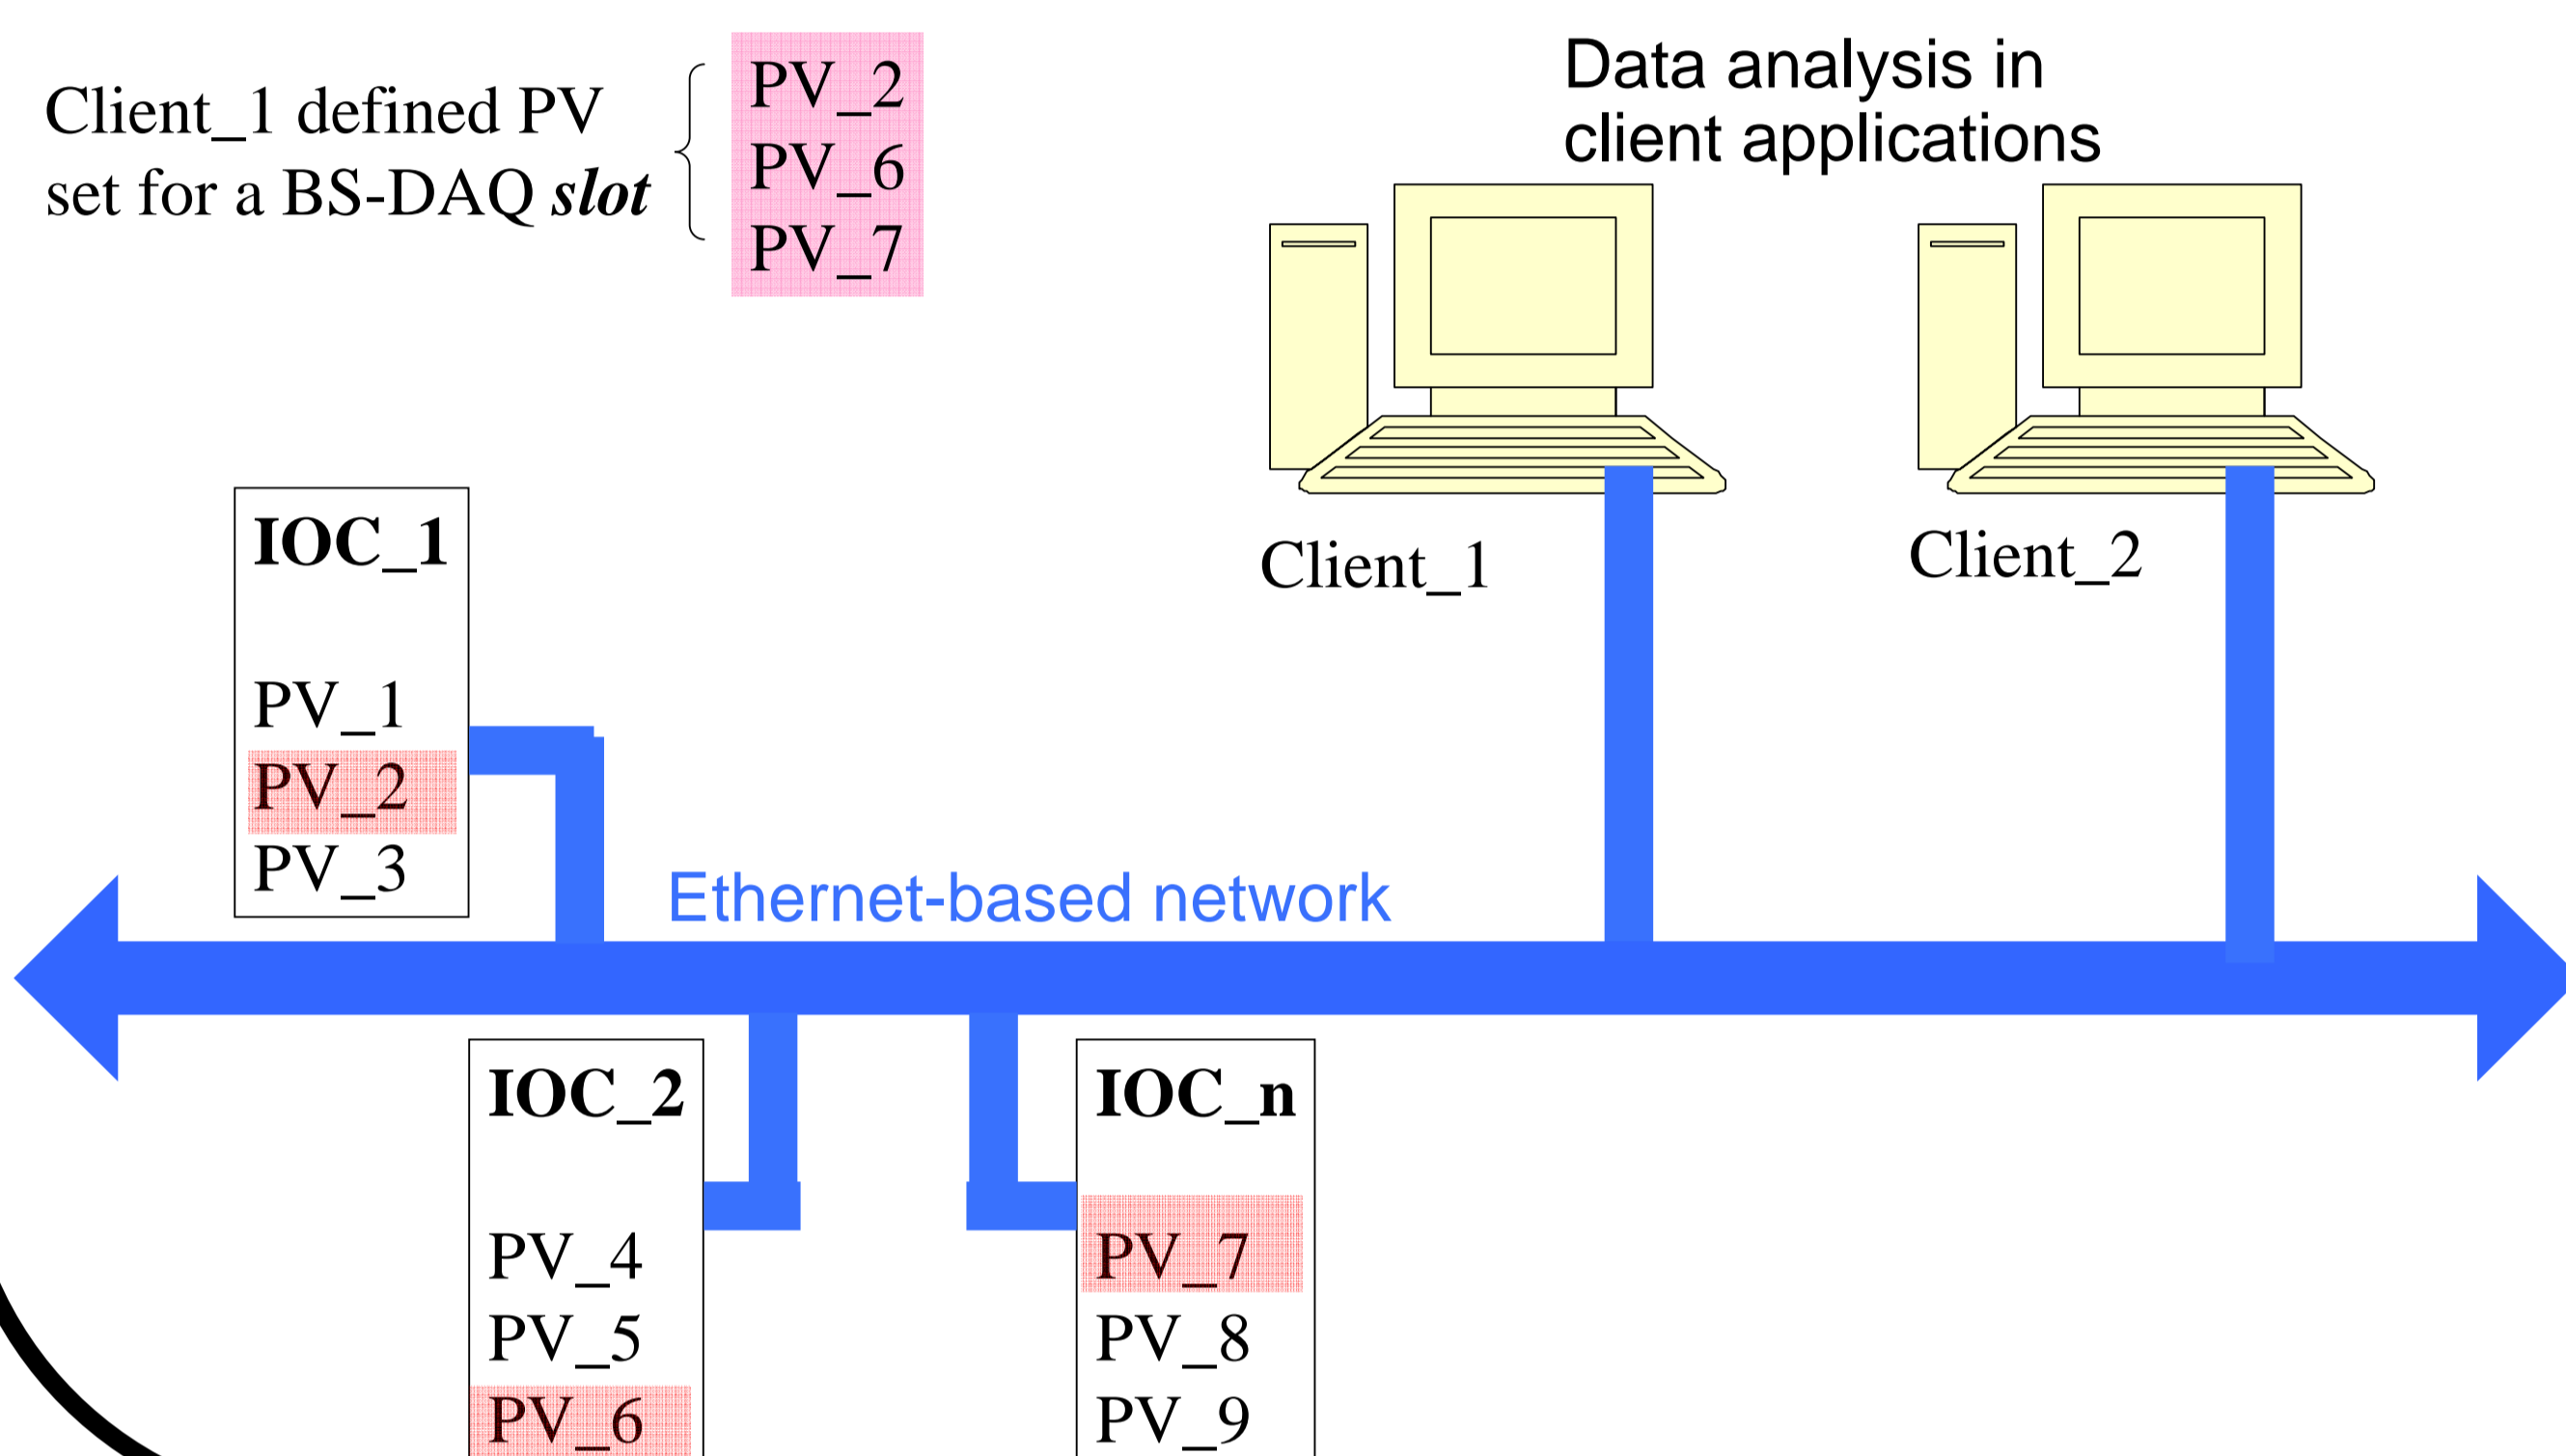 Client_1 defined PV
set for a BS-DAQ slot
PV_2
PV_6
PV_7
Data analysis in
client applications
Client_1
Client_2
IOC_1
PV_1
PV_2
PV_3
Ethernet-based network
IOC_2
PV_4
PV_5
PV_6
IOC_n
PV_7
PV_8
PV_9